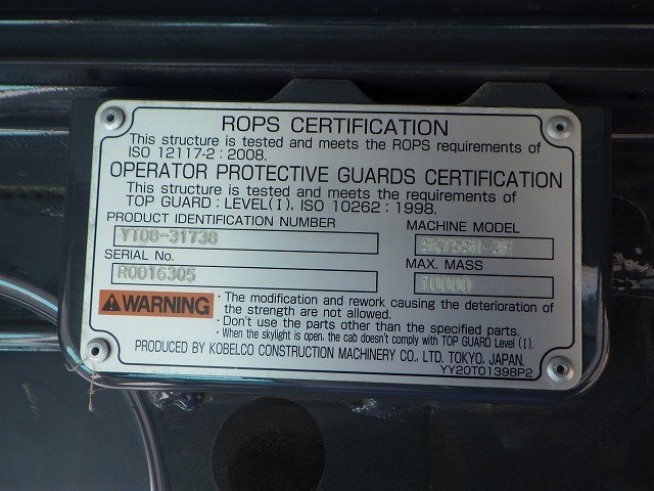 ROPS CERTIFICATION
This structure is tested and meets the ROPS requirements of
ISO 12117-2 : 2008.
OPERATOR PROTECTIVE GUARDS CERTIFICATION
This structure is tested and meets the requirements of
TOP GUARD : LEVEL(I), ISO 10262 : 1998.
PRODUCT IDENTIFICATION NUMBER
YT08-31738
MACHINE MODEL
SK75SR-3E
SERIAL No.
R0016305
MAX. MASS
10000
WARNING
· The modification and rework causing the deterioration of
the strength are not allowed.
· Don't use the parts other than the specified parts.
· When the skylight is open, the cab doesn't comply with TOP GUARD Level (I).
PRODUCED BY KOBELCO CONSTRUCTION MACHINERY CO., LTD. TOKYO, JAPAN.
YY20T01398P2